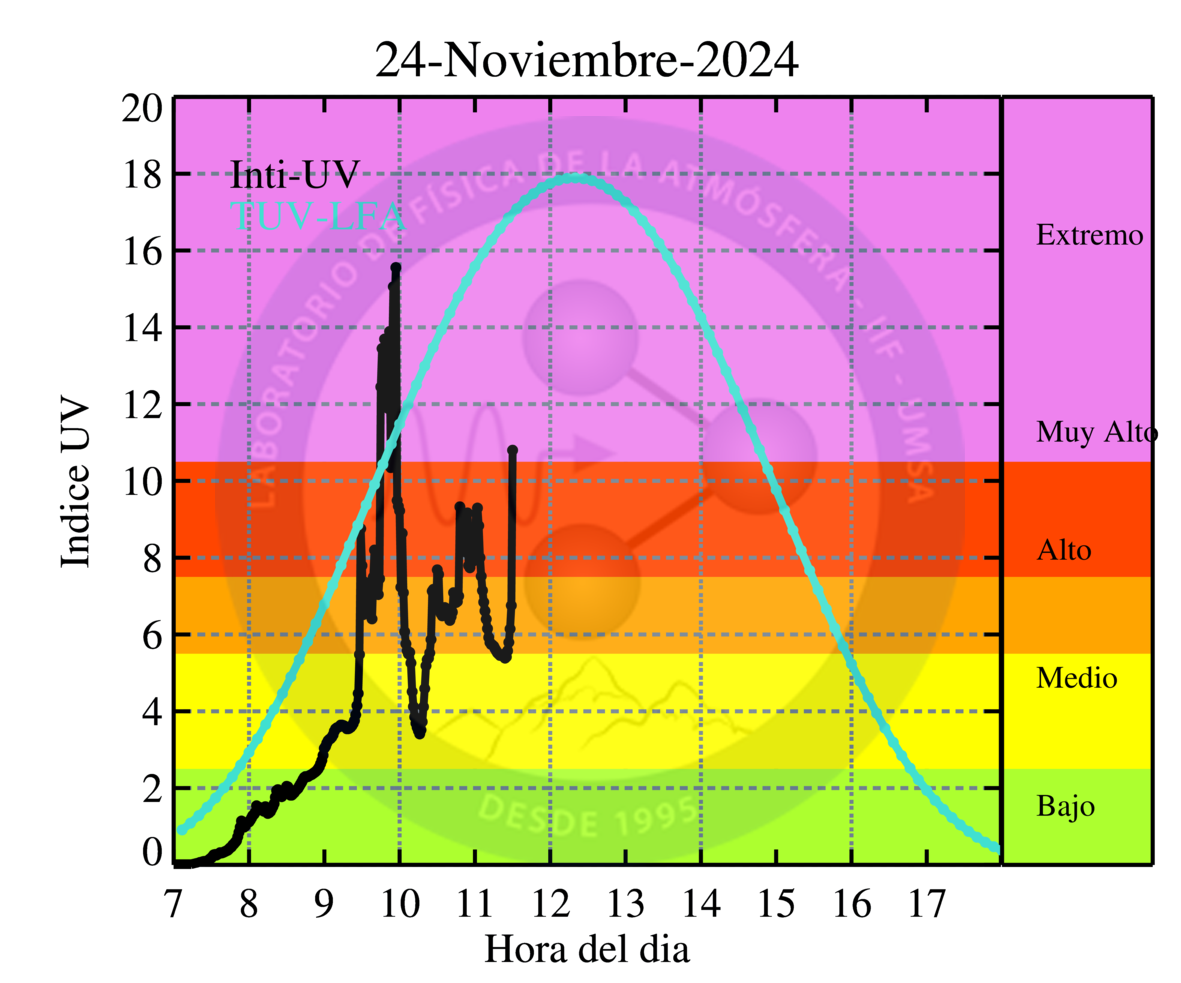 24-Noviembre-2024
Indice UV
20
18
16
14
12
10
8
6
4
2
0
Inti-UV
TUV-LFA
LABORATORIO DE FÍSICA DE LA ATMÓSFERA - IIF - UMSA
DESDE 1995
Extremo
Muy Alto
Alto
Medio
Bajo
7 8 9 10 11 12 13 14 15 16 17
Hora del dia